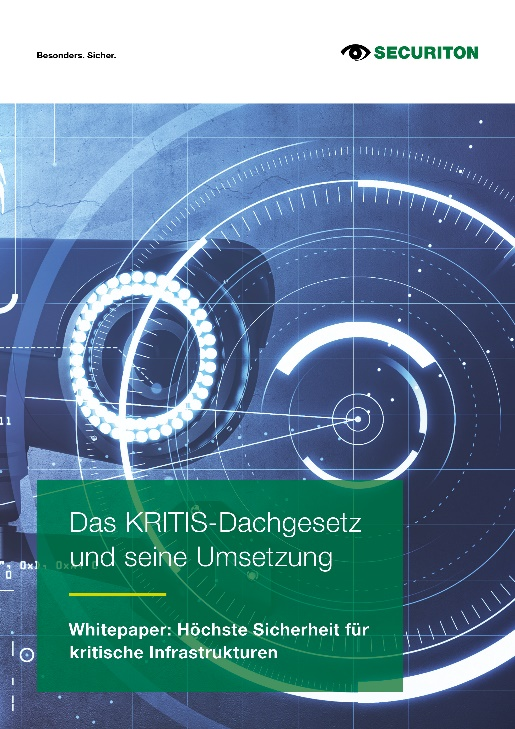 Besonders. Sicher.
SECURITON
Das KRITIS-Dachgesetz
und seine Umsetzung
Whitepaper: Höchste Sicherheit für
kritische Infrastrukturen